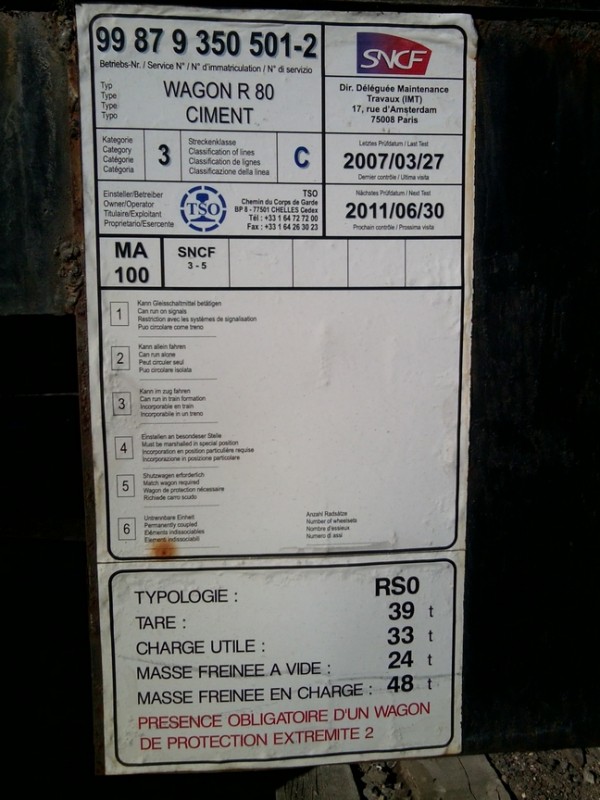 99 87 9 350 501-2
Betriebs-Nr. / Service N° / N° d'immatriculation / N° di servizio
Typ
Type
Type
Typo
WAGON R 80
CIMENT
SNCF
Dir. Déléguée Maintenance
Travaux (IMT)
17, rue d'Amsterdam
75008 Paris
Kategorie
Category
Catégorie
Catégoria
3
Streckenklasse
Classification of lines
Classification de lignes
Classificazione della linea
C
Letztes Prüfdatum / Last Test
2007/03/27
Dernier contrôle / Ultima visita
Einsteller/Betreiber
Owner/Operator
Titulaire/Exploitant
Proprietario/Esercente
TSO
TSO
Chemin du Corps de Garde
BP 8 - 77501 CHELLES Cedex
Tél : +33 1 64 72 72 00
Fax : +33 1 64 26 30 23
Nächstes Prüfdatum / Next Test
2011/06/30
Prochain contrôle / Prossima visita
MA
100
SNCF
3 - 5
1
Kann Gleisschaltmittel betätigen
Can run on signals
Restriction avec les systèmes de signalisation
Puo circolare come treno
2
Kann allein fahren
Can run alone
Peut circuler seul
Puo circolare isolata
3
Kann im zug fahren
Can run in train formation
Incorporable en train
Incorporabile in un treno
4
Einstellen an besondeser Stelle
Must be marshalled in special position
Incorporation en position particulière requise
Incorporazione in posizione particolare
5
Shutzwagen erforderlich
Match wagon required
Wagon de protection nécessaire
Richiede carro scudo
6
Untrennbare Einheit
Permanently coupled
Eléments indissociables
Elementi indissociabili
Anzahl Radsätze
Number of wheelsets
Nombre d'essieux
Numero di assi
TYPOLOGIE : RS0
TARE : 39 t
CHARGE UTILE : 33 t
MASSE FREINEE A VIDE : 24 t
MASSE FREINEE EN CHARGE : 48 t
PRESENCE OBLIGATOIRE D'UN WAGON
DE PROTECTION EXTREMITE 2